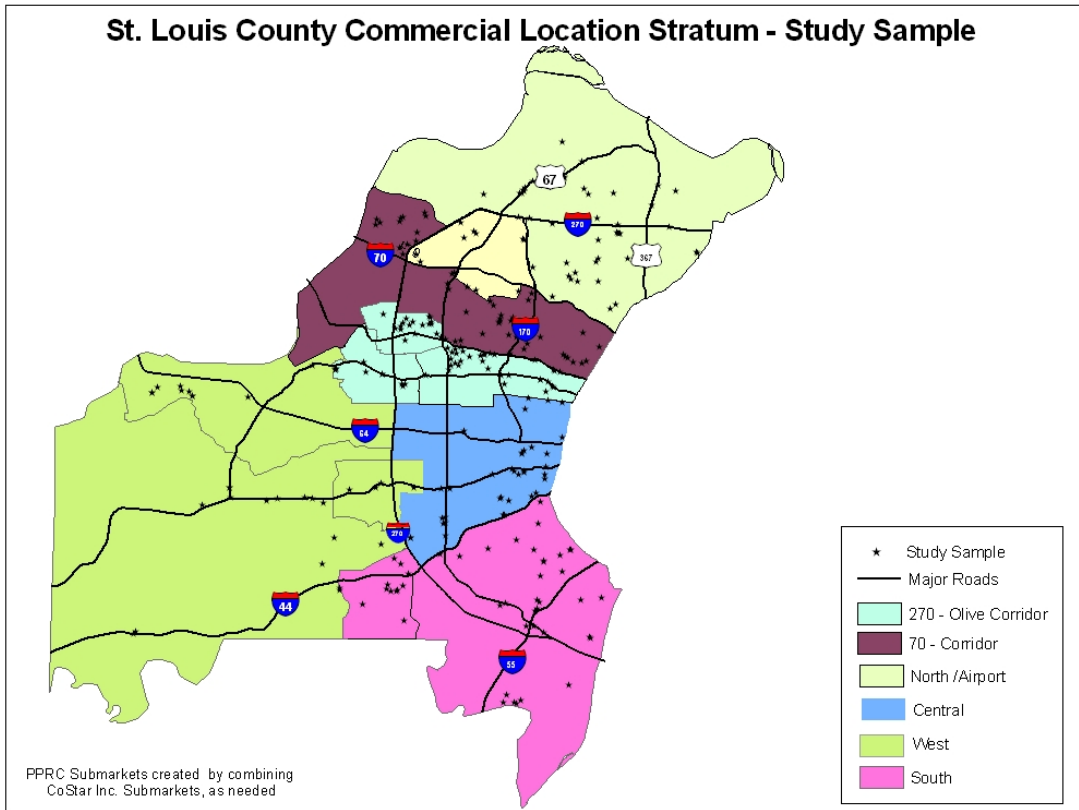 St. Louis County Commercial Location Stratum - Study Sample
67
270
70
367
170
64
270
44
55
Study Sample
Major Roads
270 - Olive Corridor
70 - Corridor
North /Airport
Central
West
South
PPRC Submarkets created by combining
CoStar Inc. Submarkets, as needed